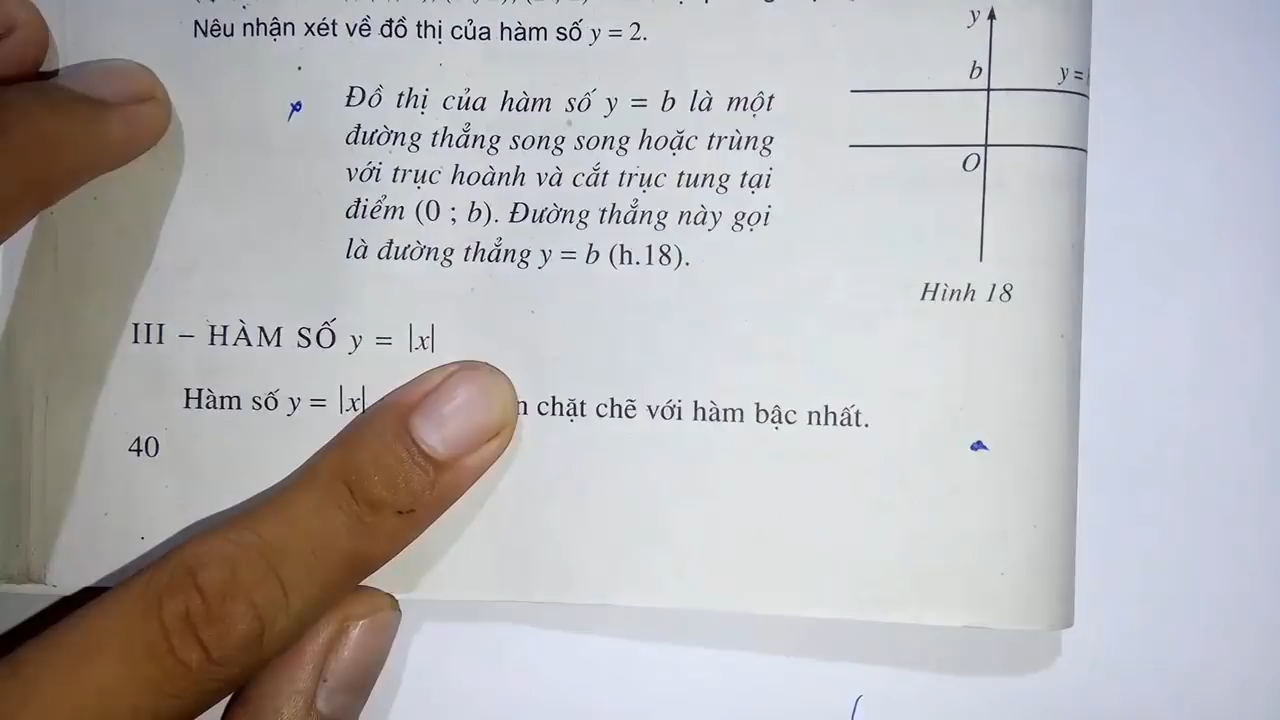 Nêu nhận xét về đồ thị của hàm số y = 2.
Đồ thị của hàm số y = b là một
đường thẳng song song hoặc trùng
với trục hoành và cắt trục tung tại
điểm (0 ; b). Đường thẳng này gọi
là đường thẳng y = b (h.18).
y
b
y =
O
Hình 18
III – HÀM SỐ y = |x|
Hàm số y = |x| chặt chẽ với hàm bậc nhất.
40